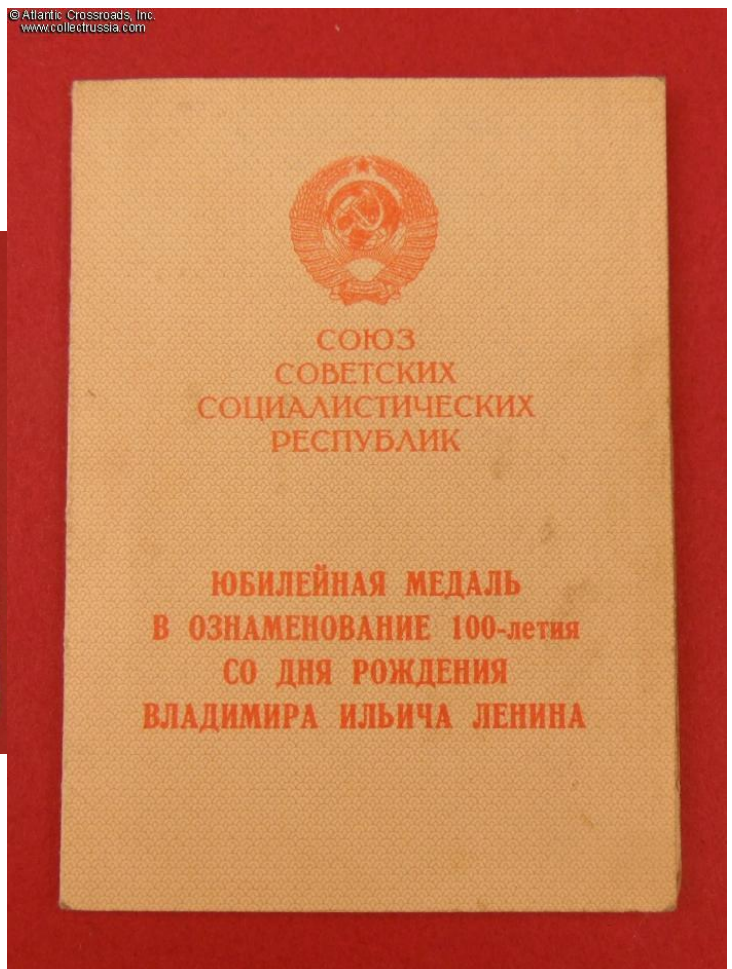 © Atlantic Crossroads, Inc.
www.collectrussia.com
СОЮЗ
СОВЕТСКИХ
СОЦИАЛИСТИЧЕСКИХ
РЕСПУБЛИК
ЮБИЛЕЙНАЯ МЕДАЛЬ
В ОЗНАМЕНОВАНИЕ 100-летия
СО ДНЯ РОЖДЕНИЯ
ВЛАДИМИРА ИЛЬИЧА ЛЕНИНА